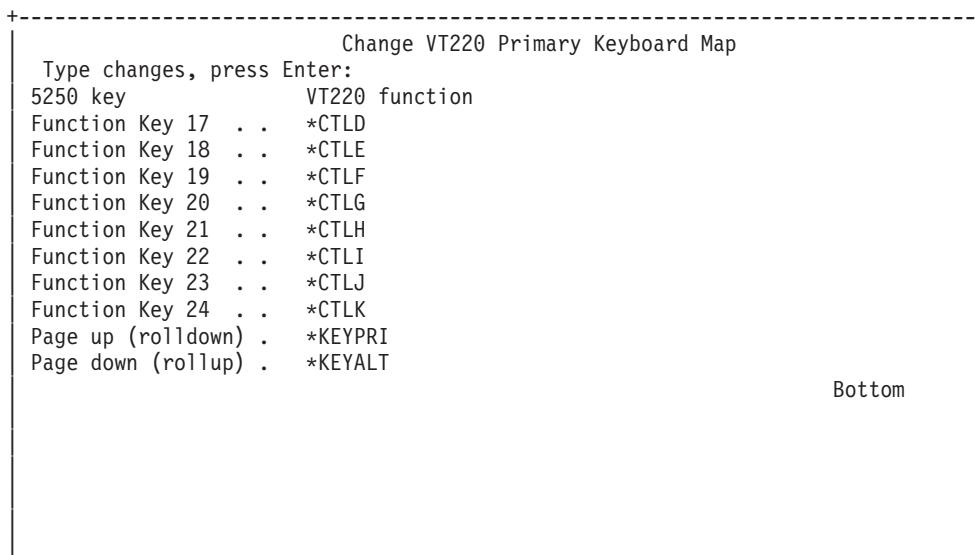 Change VT220 Primary Keyboard Map
Type changes, press Enter:
5250 key VT220 function
Function Key 17 . . *CTLD
Function Key 18 . . *CTLE
Function Key 19 . . *CTLF
Function Key 20 . . *CTLG
Function Key 21 . . *CTLH
Function Key 22 . . *CTLI
Function Key 23 . . *CTLJ
Function Key 24 . . *CTLK
Page up (rolldown) . *KEYPRI
Page down (rollup) . *KEYALT
Bottom